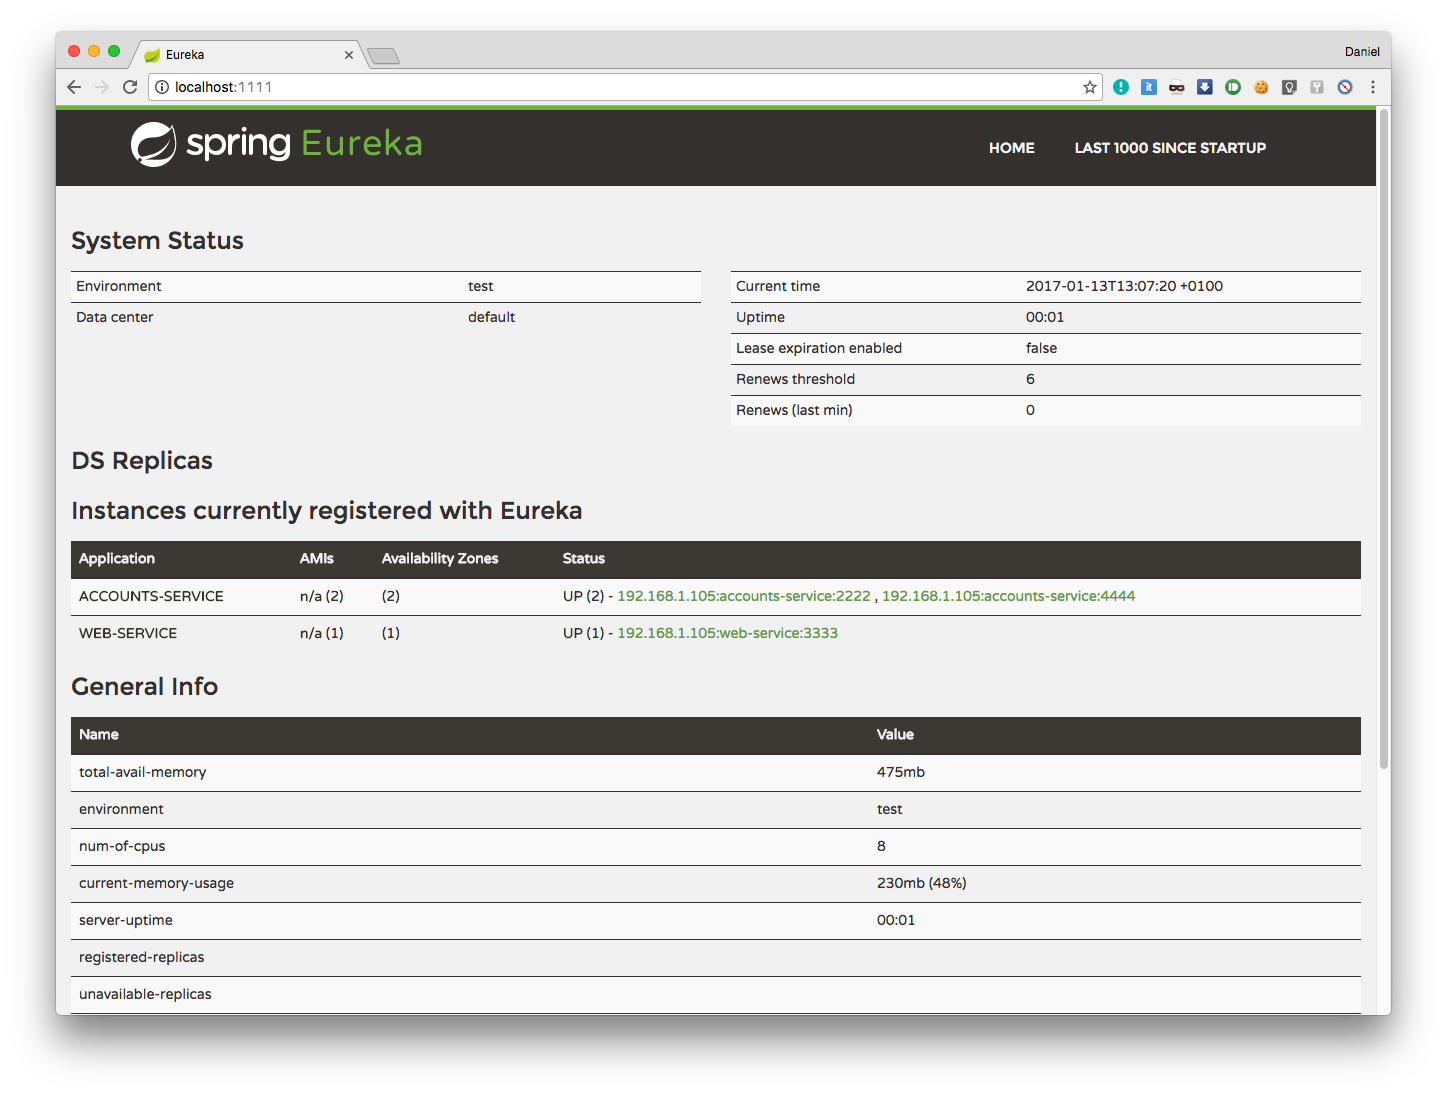 Eureka
Daniel
localhost:1111
spring Eureka
HOME LAST 1000 SINCE STARTUP
System Status
Environment test
Data center default
Current time 2017-01-13T13:07:20 +0100
Uptime 00:01
Lease expiration enabled false
Renews threshold 6
Renews (last min) 0
DS Replicas
Instances currently registered with Eureka
Application AMIs Availability Zones Status
ACCOUNTS-SERVICE n/a (2) (2) UP (2) - 192.168.1.105:accounts-service:2222 , 192.168.1.105:accounts-service:4444
WEB-SERVICE n/a (1) (1) UP (1) - 192.168.1.105:web-service:3333
General Info
Name Value
total-avail-memory 475mb
environment test
num-of-cpus 8
current-memory-usage 230mb (48%)
server-uptime 00:01
registered-replicas
unavailable-replicas